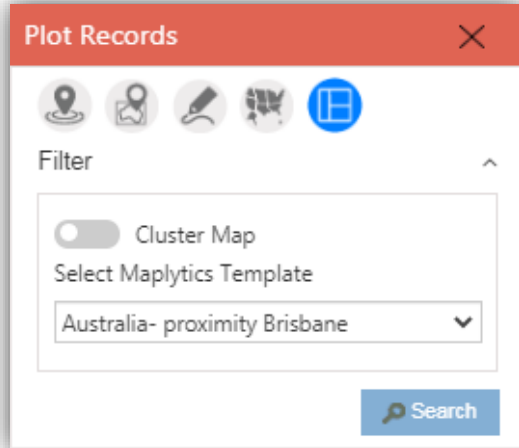 Plot Records
Filter
Cluster Map
Select Maplytics Template
Australia- proximity Brisbane
Search